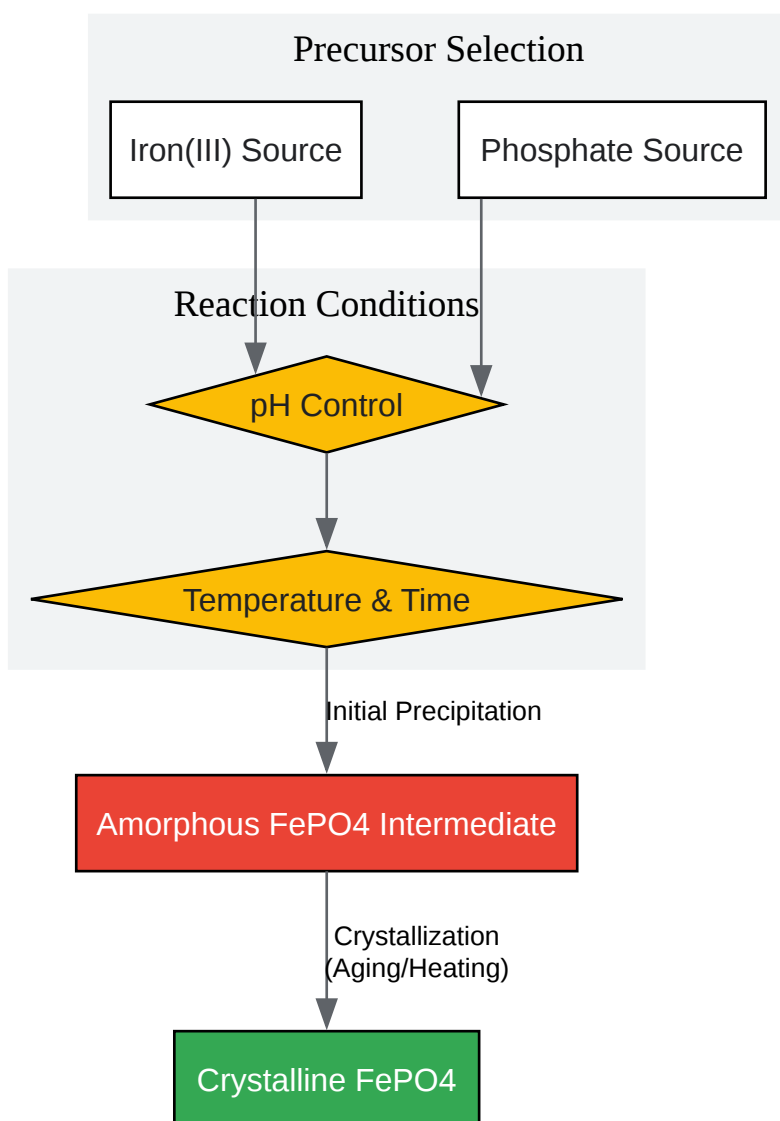 Precursor Selection
Iron(III) Source
Phosphate Source
Reaction Conditions
pH Control
Temperature & Time
Initial Precipitation
Amorphous FePO4 Intermediate
Crystallization
(Aging/Heating)
Crystalline FePO4